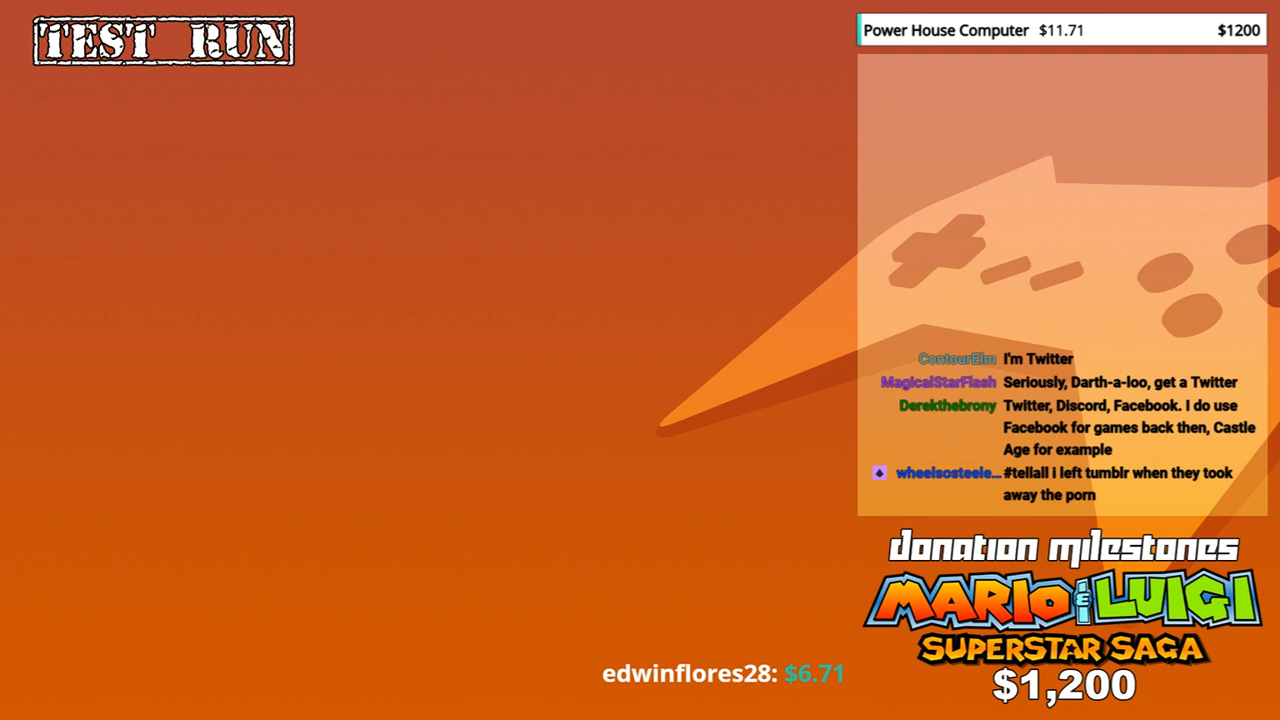 TEST RUN
Power House Computer $11.71 $1200
ContourElm I'm Twitter
MagicalStarFlash Seriously, Darth-a-loo, get a Twitter
Derekthebrony Twitter, Discord, Facebook. I do use
Facebook for games back then, Castle
Age for example
wheelsosteele... #tellall i left tumblr when they took
away the porn
donation milestones
MARIO & LUIGI
SUPERSTAR SAGA
$1,200
edwinflores28: $6.71